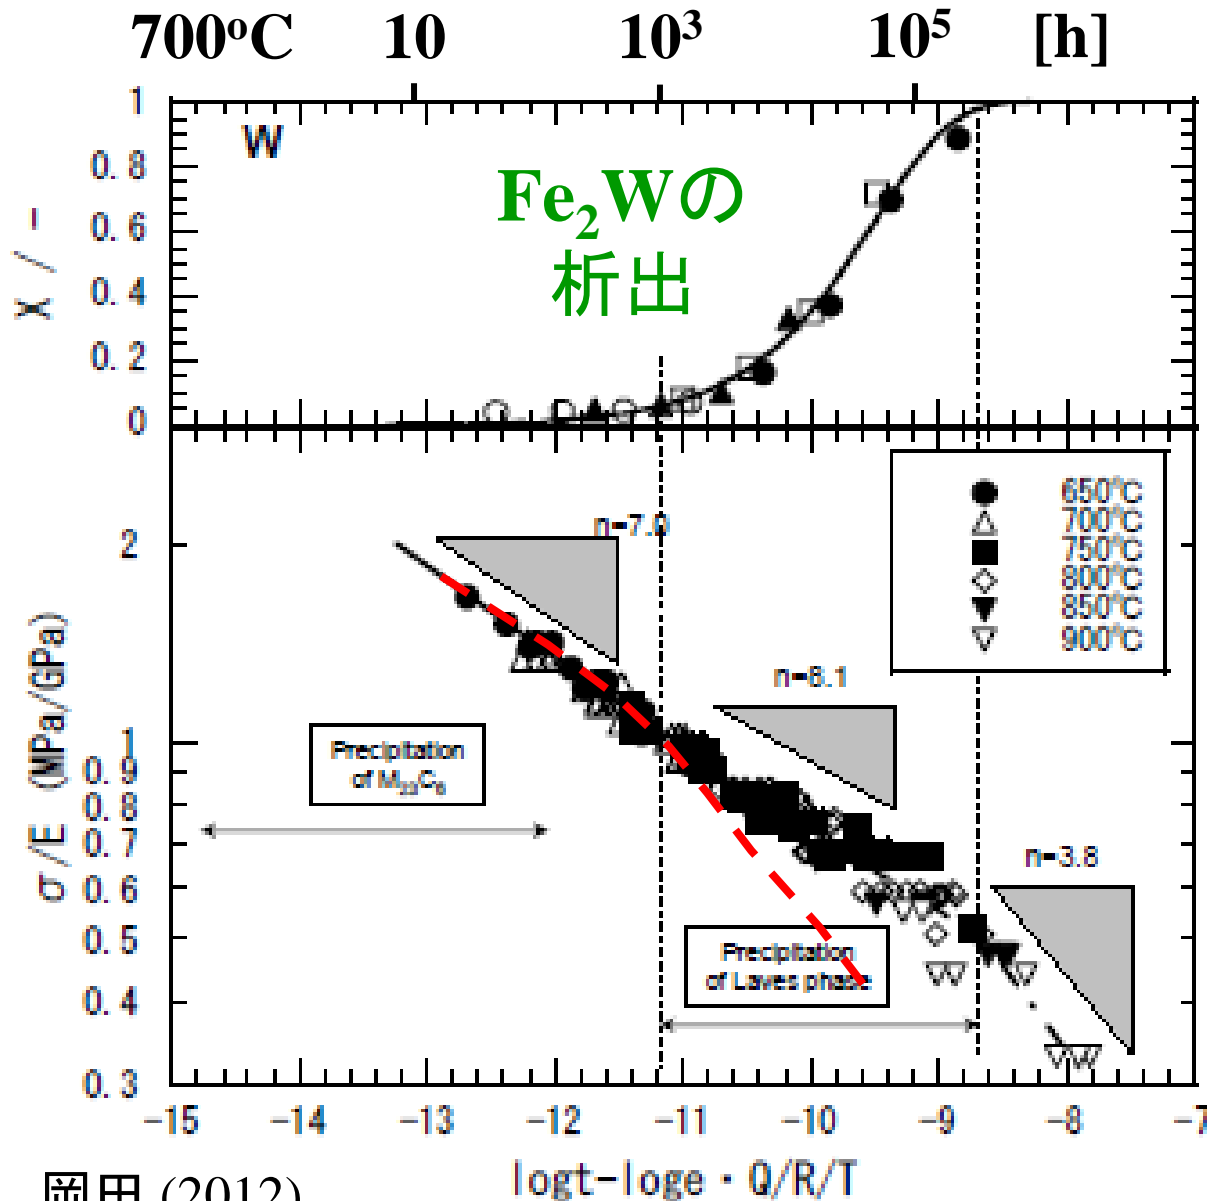 700°C 10 10³ 10⁵ [h]
1
W
0.8
0.6
0.4
0.2
0
X / -
Fe₂Wの
析出
650°C
700°C
750°C
800°C
850°C
900°C
n=7.0
n=8.1
n=3.8
Precipitation
of M₂₃C₆
Precipitation
of Laves phase
2
1
0.9
0.8
0.7
0.6
0.5
0.4
0.3
σ/E (MPa/GPa)
-15 -14 -13 -12 -11 -10 -9 -8 -7
logt-loge・Q/R/T
岡田 (2012)